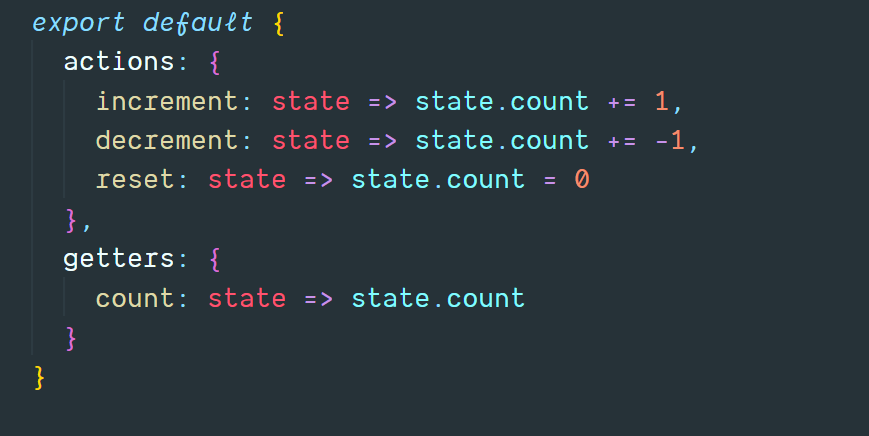 export default {
  actions: {
    increment: state => state.count += 1,
    decrement: state => state.count += -1,
    reset: state => state.count = 0
  },
  getters: {
    count: state => state.count
  }
}